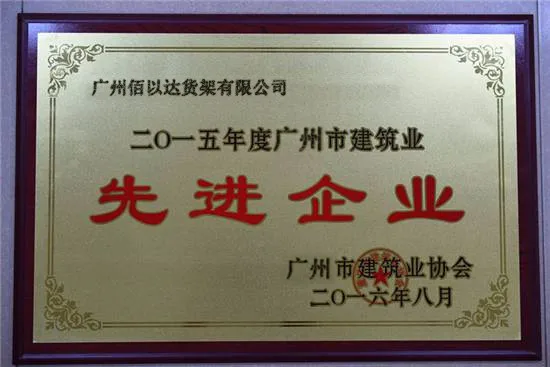 广州佰以达货架有限公司
二〇一五年度广州市建筑业
先进企业
广州市建筑业协会
二〇一六年八月